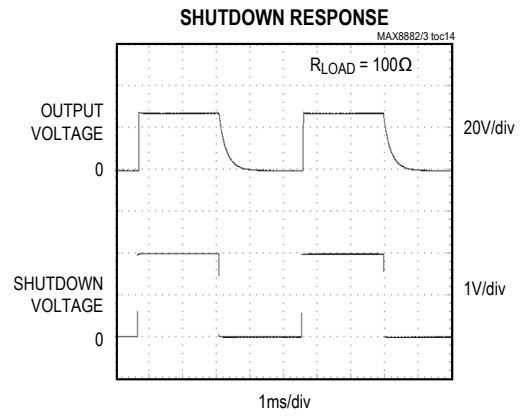 SHUTDOWN RESPONSE
MAX8882/3 toc14
RLOAD = 100Ω
OUTPUT
VOLTAGE
20V/div
0
SHUTDOWN
VOLTAGE
1V/div
0
1ms/div